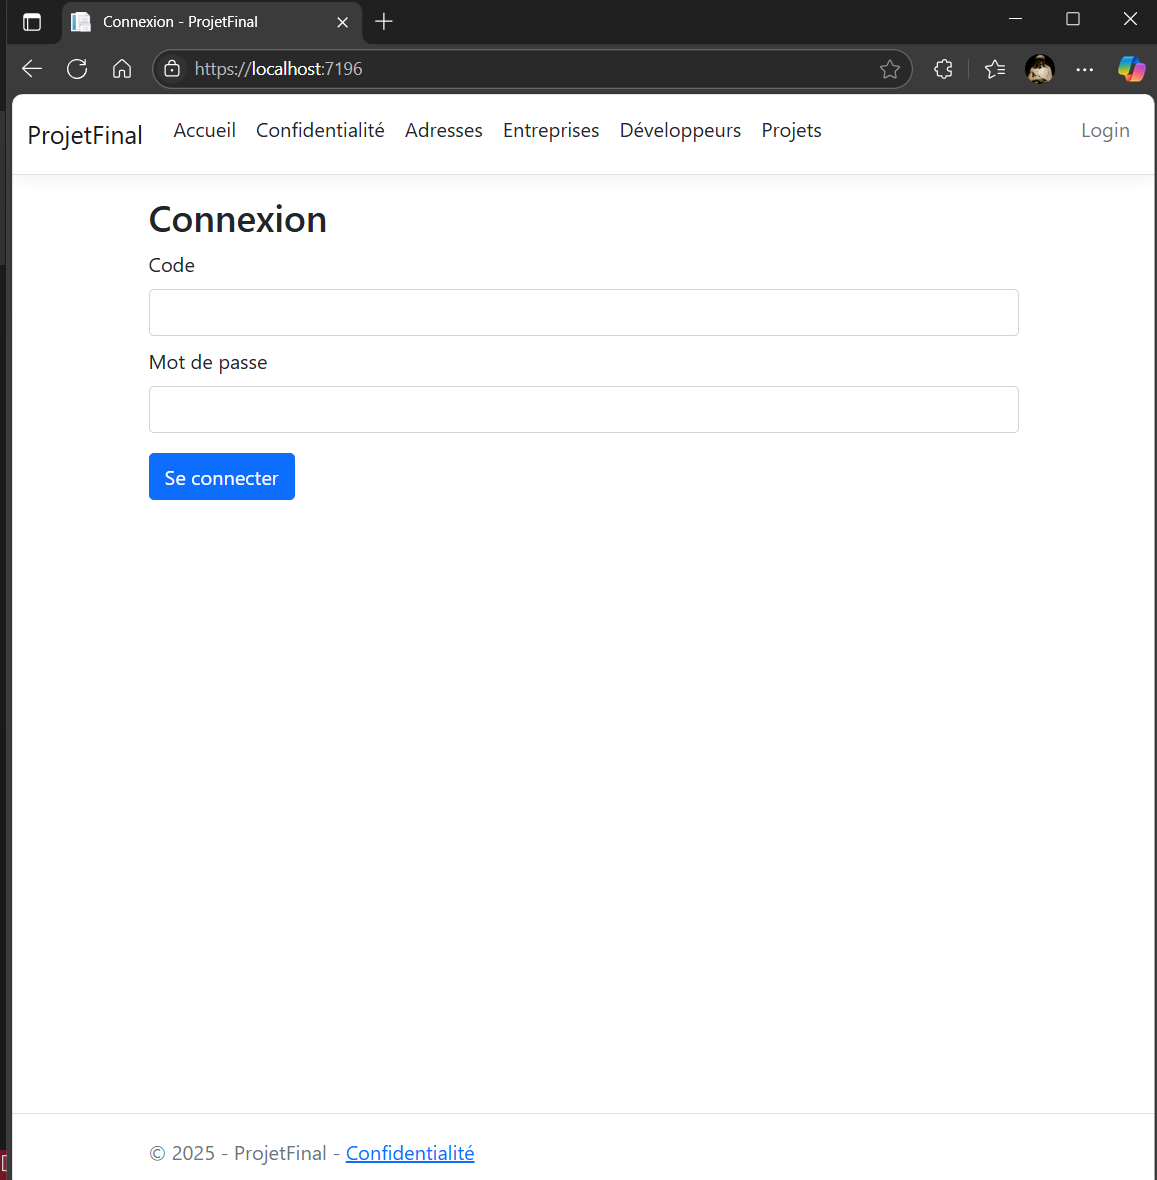 Connexion - ProjetFinal
https://localhost:7196
ProjetFinal Accueil Confidentialité Adresses Entreprises Développeurs Projets Login
Connexion
Code
Mot de passe
Se connecter
© 2025 - ProjetFinal - Confidentialité